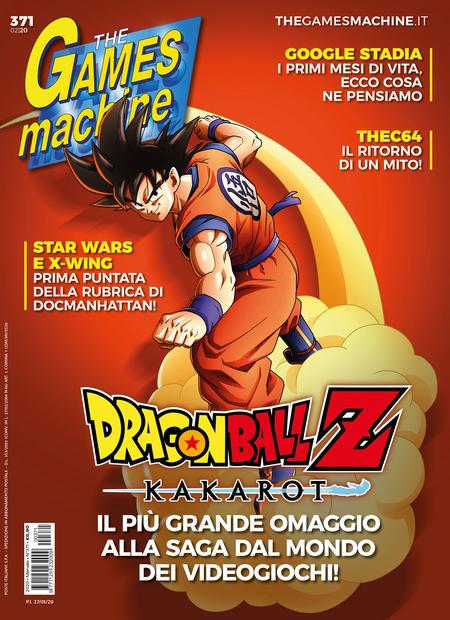 371
02|20
THE
GAMES
machine
THEGAMESMACHINE.IT
GOOGLE STADIA
I PRIMI MESI DI VITA,
ECCO COSA
NE PENSIAMO
THEC64
IL RITORNO
DI UN MITO!
STAR WARS
E X-WING
PRIMA PUNTATA
DELLA RUBRICA DI
DOCMANHATTAN!
DRAGONBALL Z
KAKAROT
IL PIÙ GRANDE OMAGGIO
ALLA SAGA DAL MONDO
DEI VIDEOGIOCHI!
P.I. 27/01/20